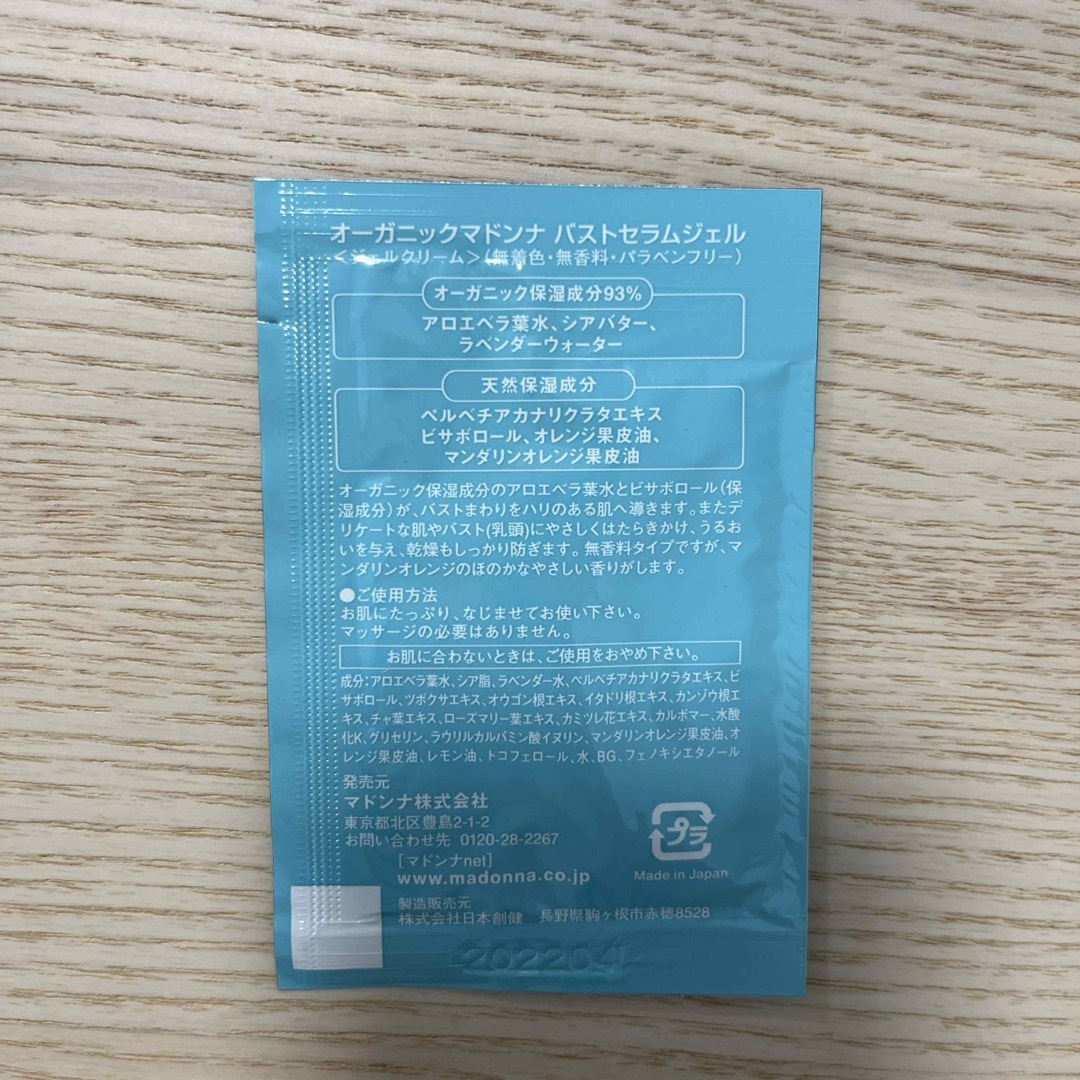 オーガニックマドンナ バストセラムジェル
＜ジェルクリーム＞（無着色・無香料・パラベンフリー）
オーガニック保湿成分93%
アロエベラ葉水、シアバター、
ラベンダーウォーター
天然保湿成分
ペルベチアカナリクラタエキス
ビサボロール、オレンジ果皮油、
マンダリンオレンジ果皮油
オーガニック保湿成分のアロエベラ葉水とビサボロール（保
湿成分）が、バストまわりをハリのある肌へ導きます。またデ
リケートな肌やバスト(乳頭)にやさしくはたらきかけ、うるお
いを与え、乾燥もしっかり防ぎます。無香料タイプですが、マ
ンダリンオレンジのほのかなやさしい香りがします。
●ご使用方法
お肌にたっぷり、なじませてお使い下さい。
マッサージの必要はありません。
お肌に合わないときは、ご使用をおやめ下さい。
成分:アロエベラ葉水、シア脂、ラベンダー水、ペルベチアカナリクラタエキス、ビ
サボロール、ツボクサエキス、オウゴン根エキス、イタドリ根エキス、カンゾウ根エ
キス、チャ葉エキス、ローズマリー葉エキス、カミツレ花エキス、カルボマー、水酸
化K、グリセリン、ラウリルカルバミン酸イヌリン、マンダリンオレンジ果皮油、オ
レンジ果皮油、レモン油、トコフェロール、水、BG、フェノキシエタノール
発売元
マドンナ株式会社
東京都北区豊島2-1-2
お問い合わせ先 0120-28-2267
［マドンナnet］
www.madonna.co.jp
プラ
Made in Japan
製造販売元
株式会社日本創健 長野県駒ヶ根市赤穂8528
202204